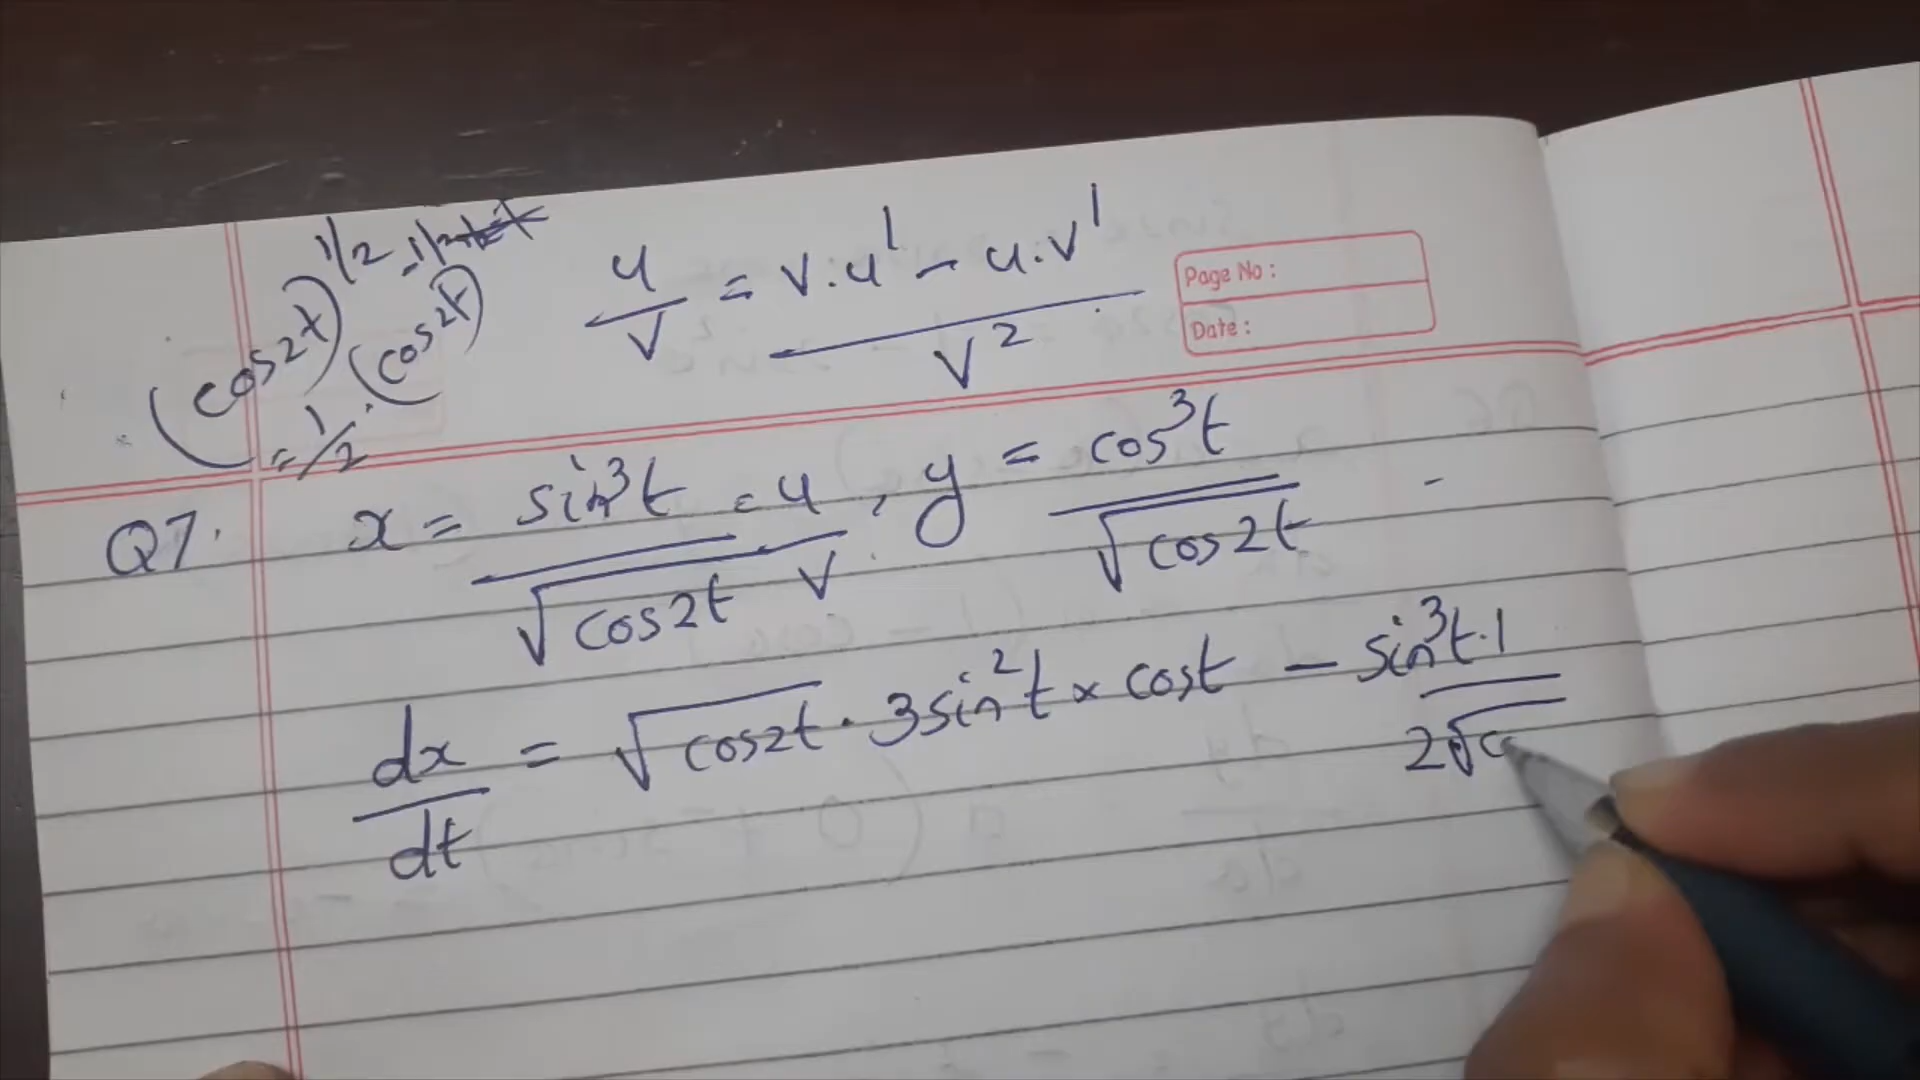 (cos2t)^1/2 = 1/2 · (cos2t)^-1/2
u/v = v.u' - u.v' / v²
Page No :
Date :
Q7. x = sin³t / √cos2t = u/v , y = cos³t / √cos2t
dx/dt = √cos2t · 3sin²t × cost - sin³t · 1 / 2√c